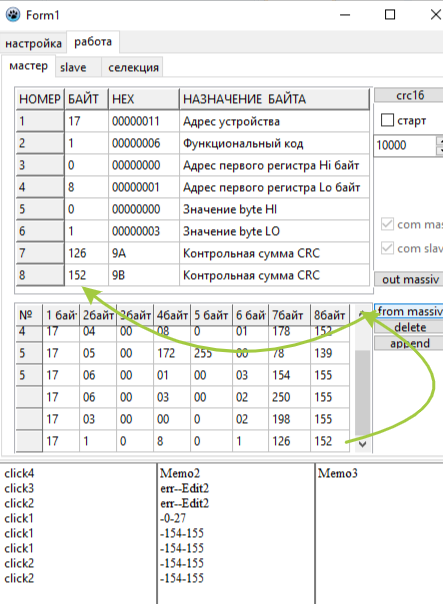 Form1
настройка работа
мастер slave селекция
НОМЕР БАЙТ HEX НАЗНАЧЕНИЕ БАЙТА
1 17 00000011 Адрес устройства
2 1 00000006 Функциональный код
3 0 00000000 Адрес первого регистра Hi байт
4 8 00000001 Адрес первого регистра Lo байт
5 0 00000000 Значение byte HI
6 1 00000003 Значение byte LO
7 126 9A Контрольная сумма CRC
8 152 9B Контрольная сумма CRC
crc16
старт
10000
com mas
com slav
out massiv
from massiv
delete
append
№ 1 байт 2байт 3байт 4байт 5 байт 6 байт 7байт 8байт
4 17 04 00 08 0 01 178 152
5 17 05 00 172 255 00 78 139
5 17 06 00 01 00 03 154 155
17 06 00 03 00 02 250 155
17 03 00 00 0 02 198 155
17 1 0 8 0 1 126 152
click4 Memo2 Memo3
click3 err--Edit2
click2 err--Edit2
click1 -0-27
click1 -154-155
click1 -154-155
click2 -154-155
click2 -154-155